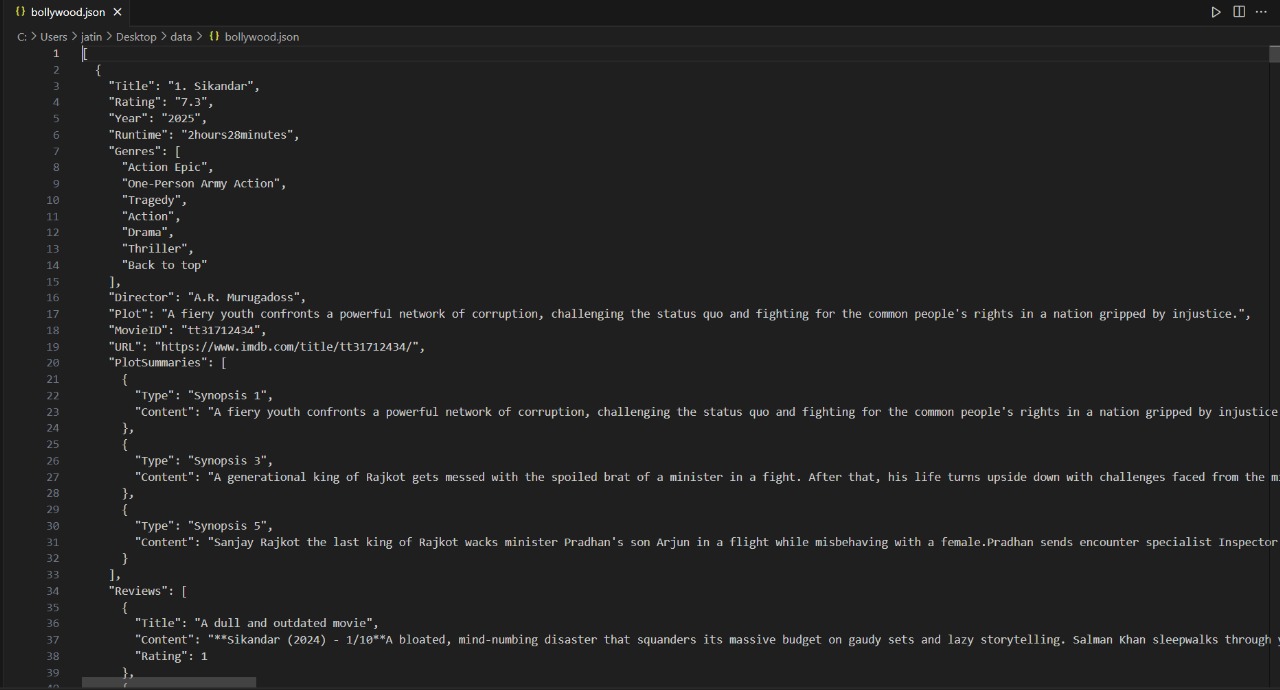 {} bollywood.json ×
C: > Users > jatin > Desktop > data > {} bollywood.json
1 [
2 {
3 "Title": "1. Sikandar",
4 "Rating": "7.3",
5 "Year": "2025",
6 "Runtime": "2hours28minutes",
7 "Genres": [
8 "Action Epic",
9 "One-Person Army Action",
10 "Tragedy",
11 "Action",
12 "Drama",
13 "Thriller",
14 "Back to top"
15 ],
16 "Director": "A.R. Murugadoss",
17 "Plot": "A fiery youth confronts a powerful network of corruption, challenging the status quo and fighting for the common people's rights in a nation gripped by injustice.",
18 "MovieID": "tt31712434",
19 "URL": "https://www.imdb.com/title/tt31712434/",
20 "PlotSummaries": [
21 {
22 "Type": "Synopsis 1",
23 "Content": "A fiery youth confronts a powerful network of corruption, challenging the status quo and fighting for the common people's rights in a nation gripped by injustice
24 },
25 {
26 "Type": "Synopsis 3",
27 "Content": "A generational king of Rajkot gets messed with the spoiled brat of a minister in a fight. After that, his life turns upside down with challenges faced from the
28 },
29 {
30 "Type": "Synopsis 5",
31 "Content": "Sanjay Rajkot the last king of Rajkot wacks minister Pradhan's son Arjun in a flight while misbehaving with a female.Pradhan sends encounter specialist Inspector
32 }
33 ],
34 "Reviews": [
35 {
36 "Title": "A dull and outdated movie",
37 "Content": "**Sikandar (2024) - 1/10**A bloated, mind-numbing disaster that squanders its massive budget on gaudy sets and lazy storytelling. Salman Khan sleepwalks through
38 "Rating": 1
39 },